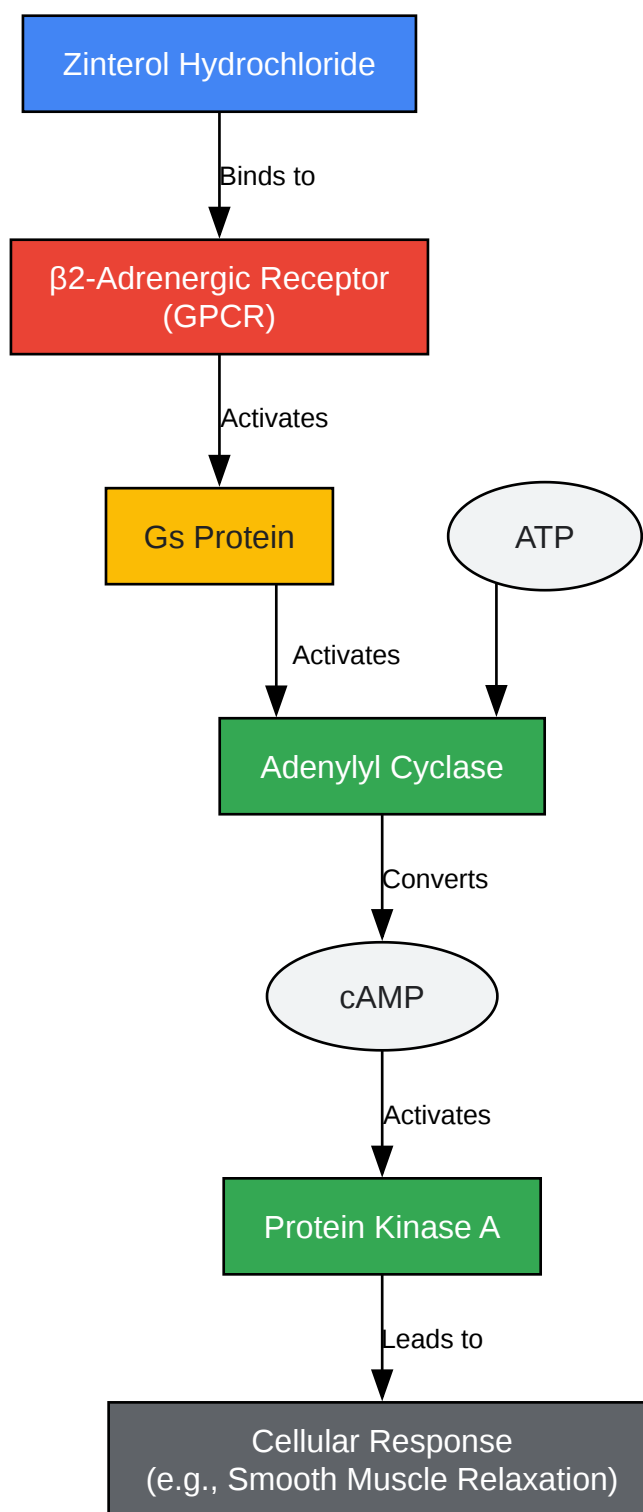 Zinterol Hydrochloride
Binds to
β2-Adrenergic Receptor
(GPCR)
Activates
Gs Protein
ATP
Activates
Adenylyl Cyclase
Converts
cAMP
Activates
Protein Kinase A
Leads to
Cellular Response
(e.g., Smooth Muscle Relaxation)